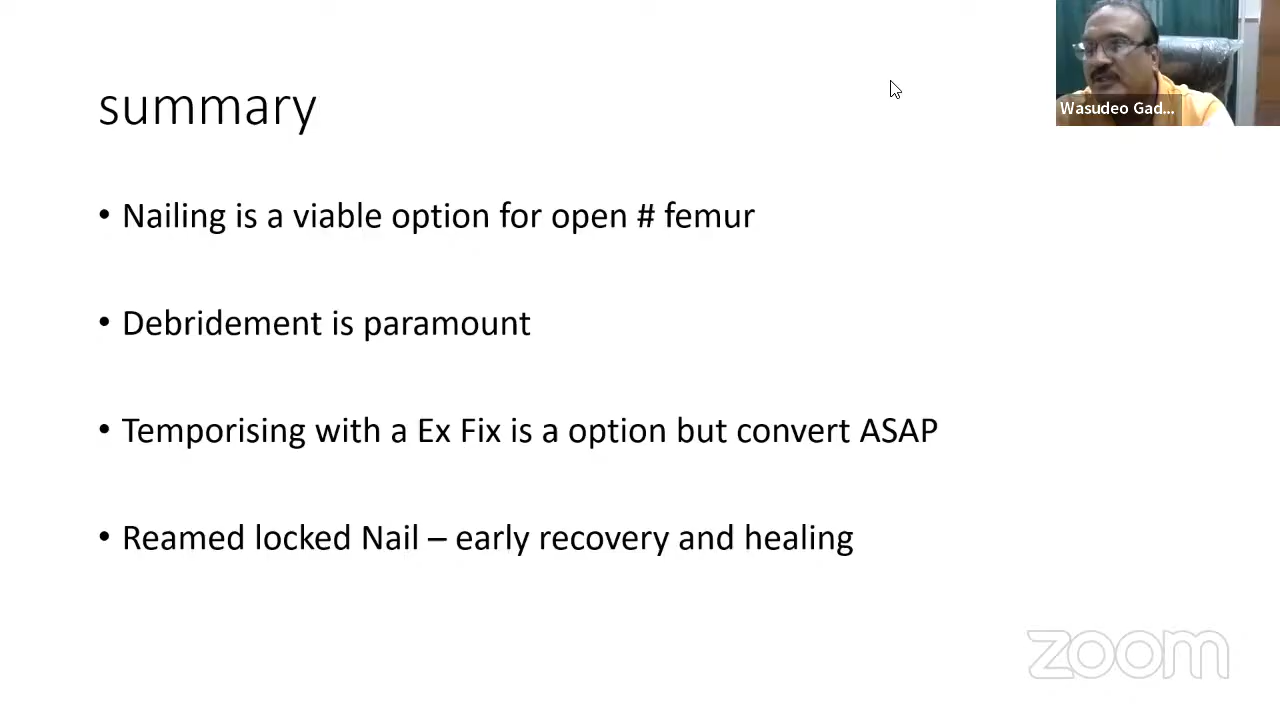 summary
Wasudeo Gad...
• Nailing is a viable option for open # femur
• Debridement is paramount
• Temporising with a Ex Fix is a option but convert ASAP
• Reamed locked Nail – early recovery and healing
zoom